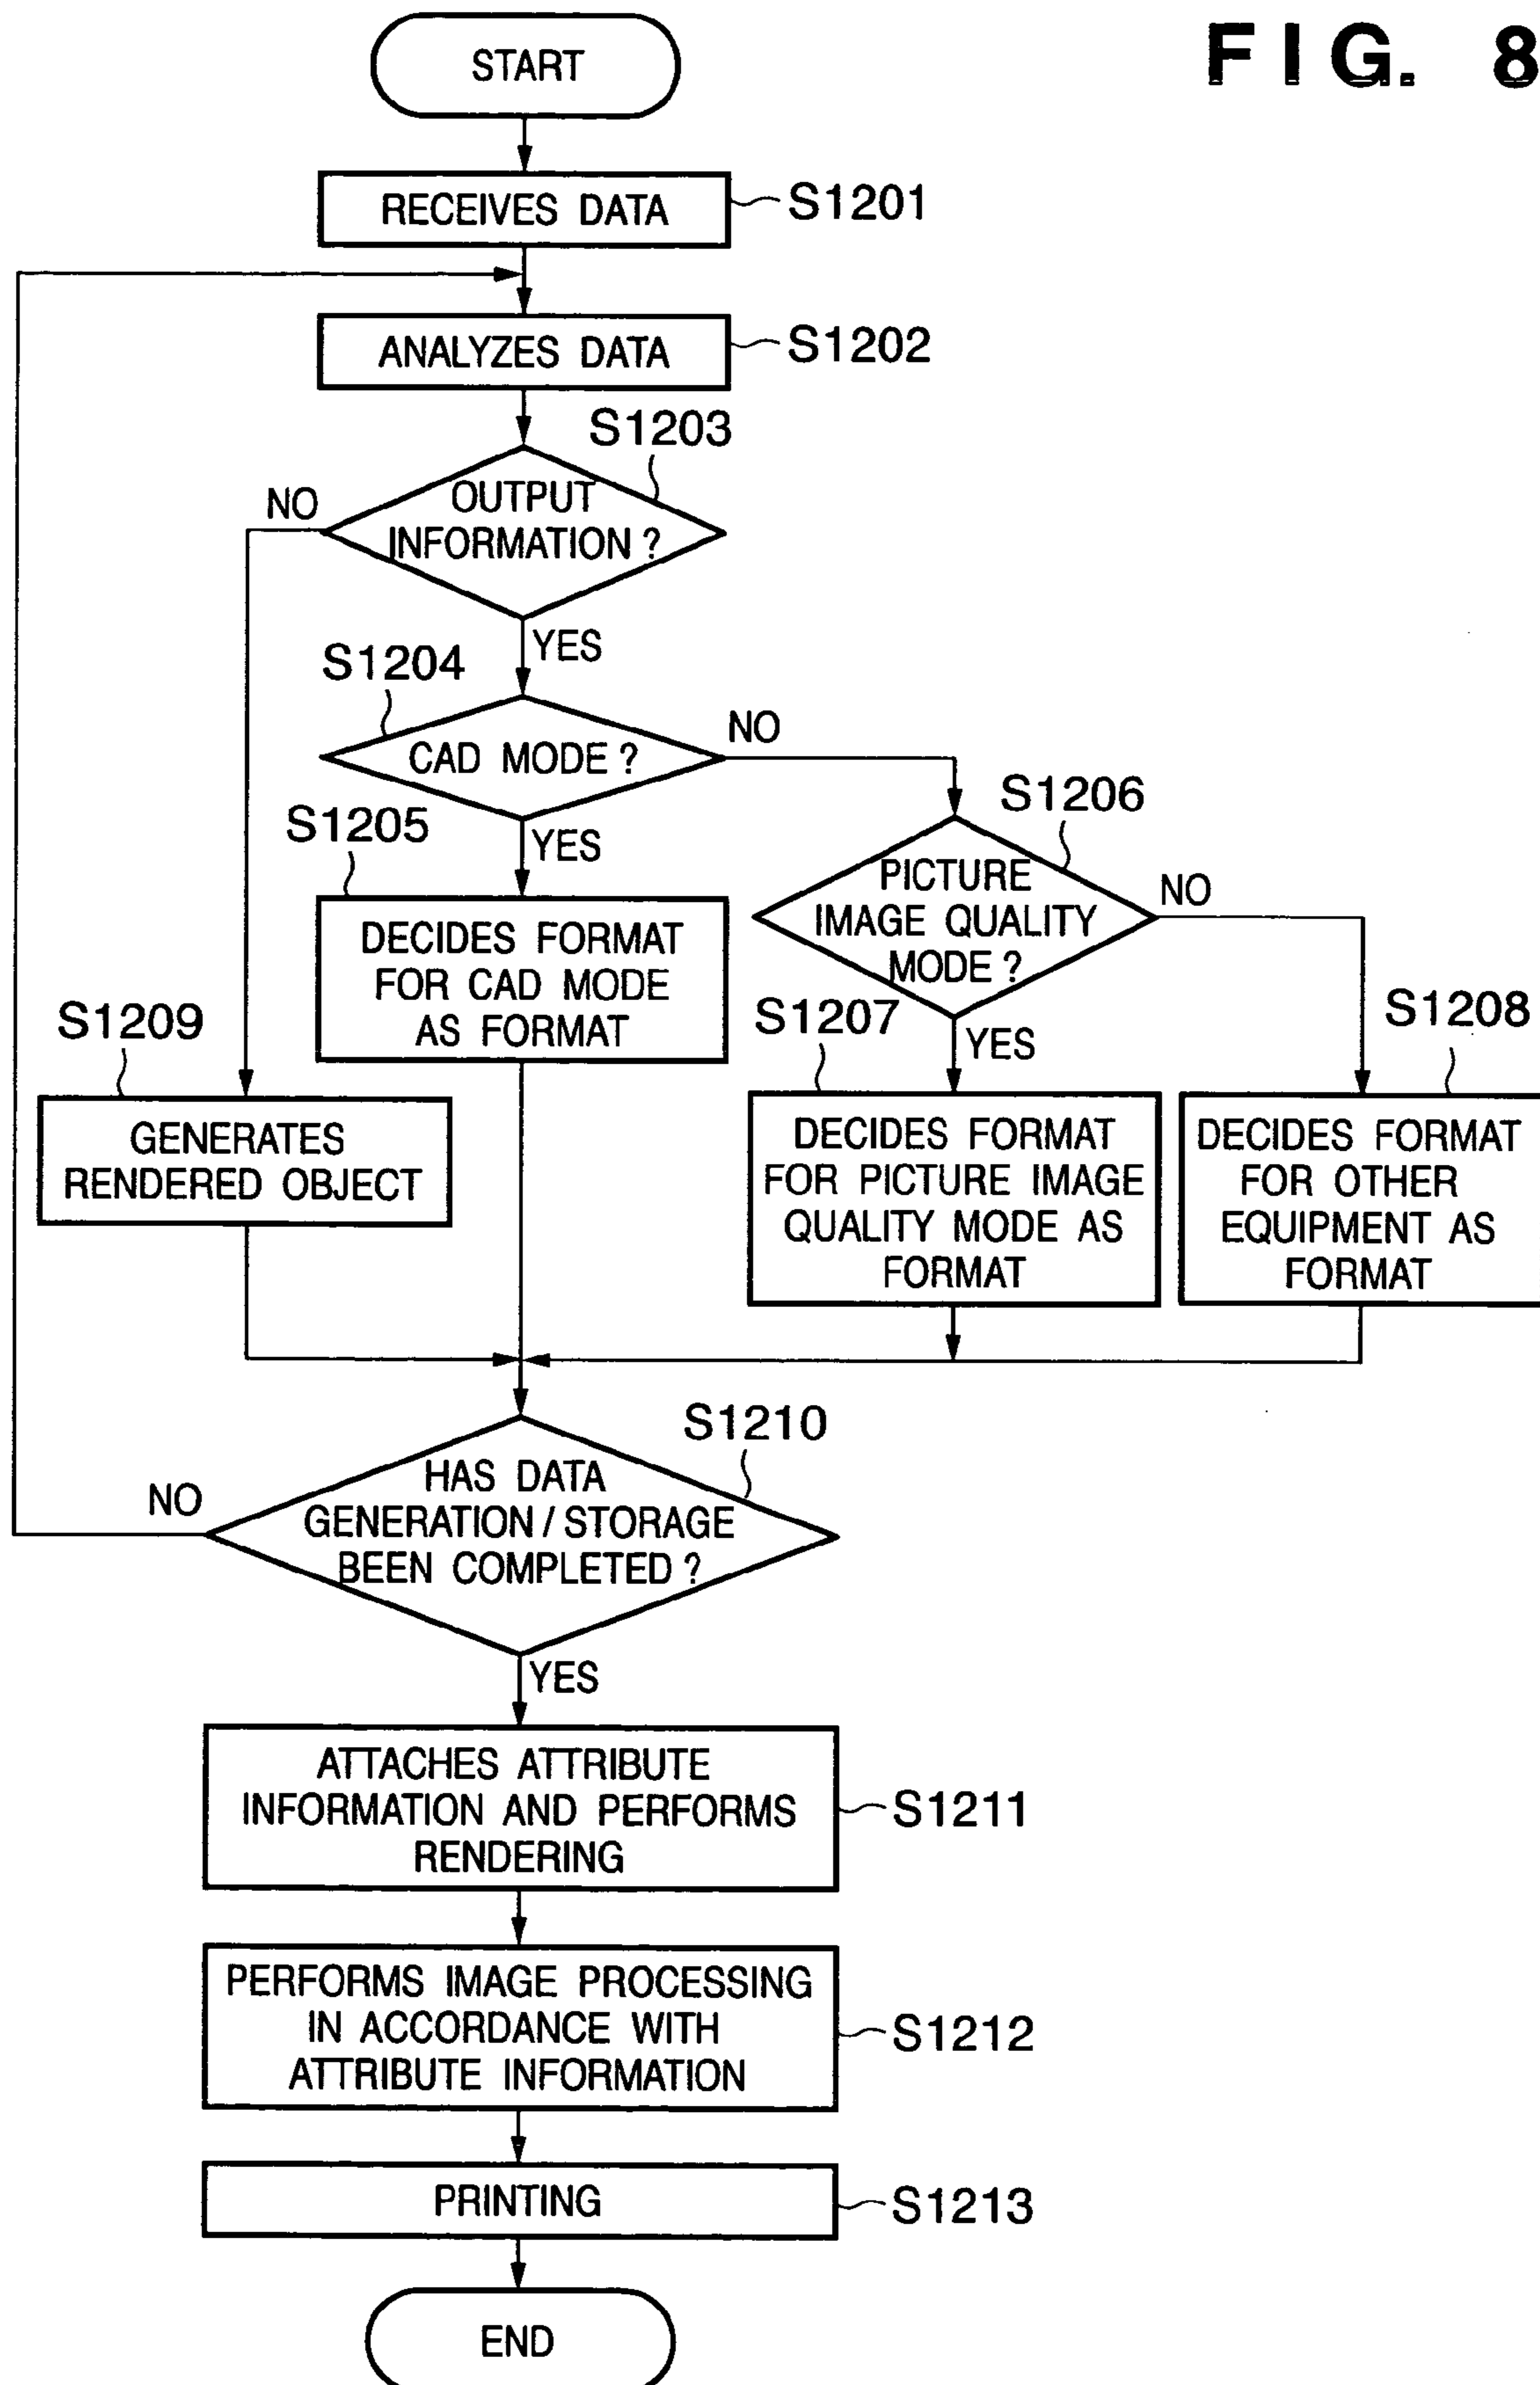 FIG. 8
START
RECEIVES DATA
S1201
ANALYZES DATA
S1202
S1203
OUTPUT
INFORMATION ?
NO
YES
S1204
CAD MODE ?
NO
YES
S1205
DECIDES FORMAT
FOR CAD MODE
AS FORMAT
S1206
PICTURE
IMAGE QUALITY
MODE ?
NO
YES
S1207
DECIDES FORMAT
FOR PICTURE IMAGE
QUALITY MODE AS
FORMAT
S1208
DECIDES FORMAT
FOR OTHER
EQUIPMENT AS
FORMAT
S1209
GENERATES
RENDERED OBJECT
S1210
HAS DATA
GENERATION / STORAGE
BEEN COMPLETED ?
NO
YES
ATTACHES ATTRIBUTE
INFORMATION AND PERFORMS
RENDERING
S1211
PERFORMS IMAGE PROCESSING
IN ACCORDANCE WITH
ATTRIBUTE INFORMATION
S1212
PRINTING
S1213
END